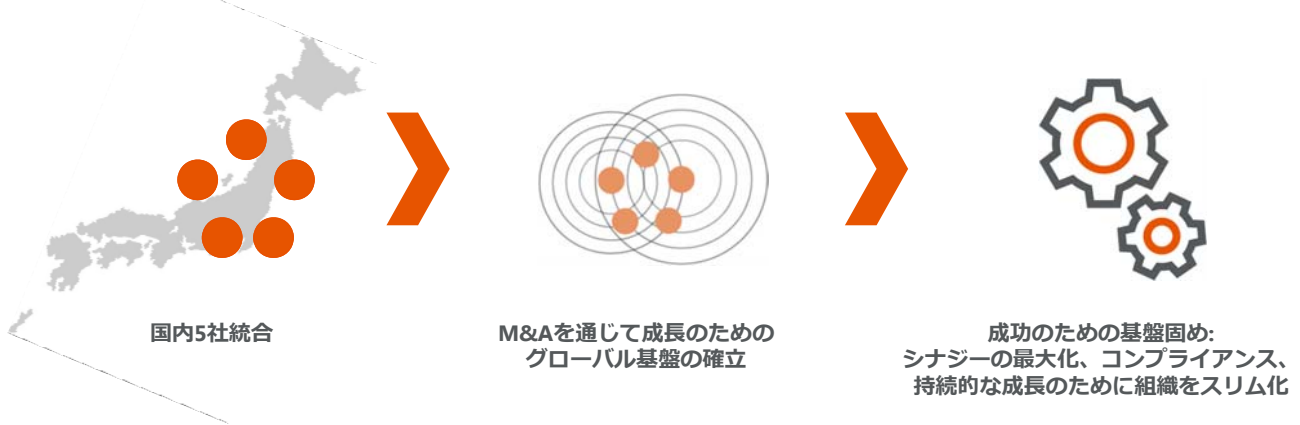 国内5社統合
M&Aを通じて成長のための
グローバル基盤の確立
成功のための基盤固め:
シナジーの最大化、コンプライアンス、
持続的な成長のために組織をスリム化